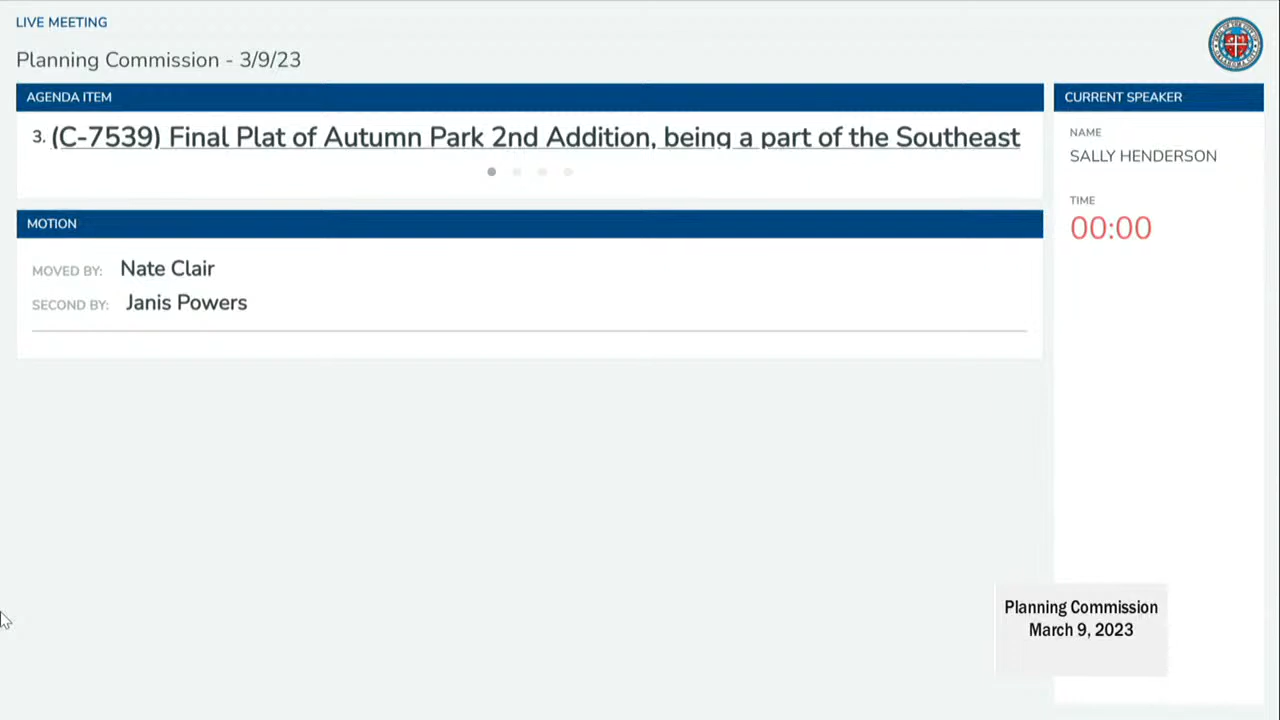 LIVE MEETING
Planning Commission - 3/9/23
AGENDA ITEM
3. (C-7539) Final Plat of Autumn Park 2nd Addition, being a part of the Southeast
MOTION
MOVED BY: Nate Clair
SECOND BY: Janis Powers
CURRENT SPEAKER
NAME
SALLY HENDERSON
TIME
00:00
Planning Commission
March 9, 2023